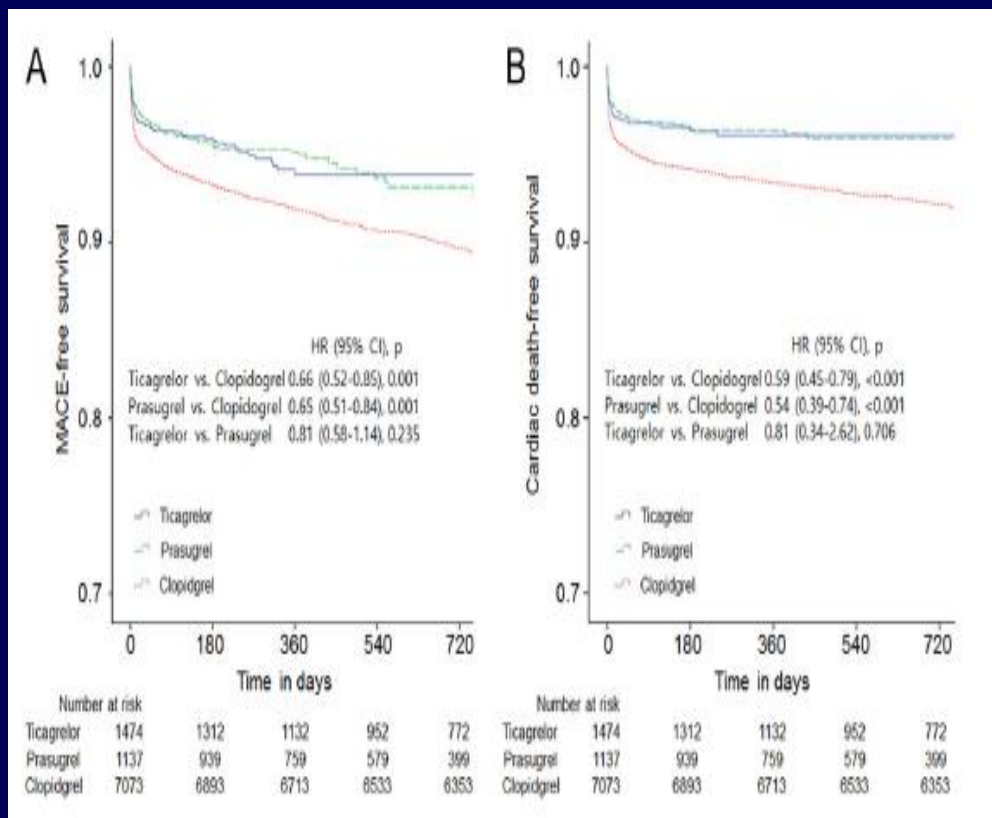 A
1.0
0.9
0.8
0.7
MACE-free survival
HR (95% CI), p
Ticagrelor vs. Clopidogrel 0.66 (0.52-0.85), 0.001
Prasugrel vs. Clopidogrel 0.65 (0.51-0.84), 0.001
Ticagrelor vs. Prasugrel 0.81 (0.58-1.14), 0.235
Ticagrelor
Prasugrel
Clopidgrel
0 180 360 540 720
Time in days
Number at risk
Ticagrelor 1474 1312 1132 952 772
Prasugrel 1137 939 759 579 399
Clopidgrel 7073 6893 6713 6533 6353
B
1.0
0.9
0.8
0.7
Cardiac death-free survival
HR (95% CI), p
Ticagrelor vs. Clopidogrel 0.59 (0.45-0.79), <0.001
Prasugrel vs. Clopidogrel 0.54 (0.39-0.74), <0.001
Ticagrelor vs. Prasugrel 0.81 (0.34-2.62), 0.706
Ticagrelor
Prasugrel
Clopidgrel
0 180 360 540 720
Time in days
Number at risk
Ticagrelor 1474 1312 1132 952 772
Prasugrel 1137 939 759 579 399
Clopidgrel 7073 6893 6713 6533 6353